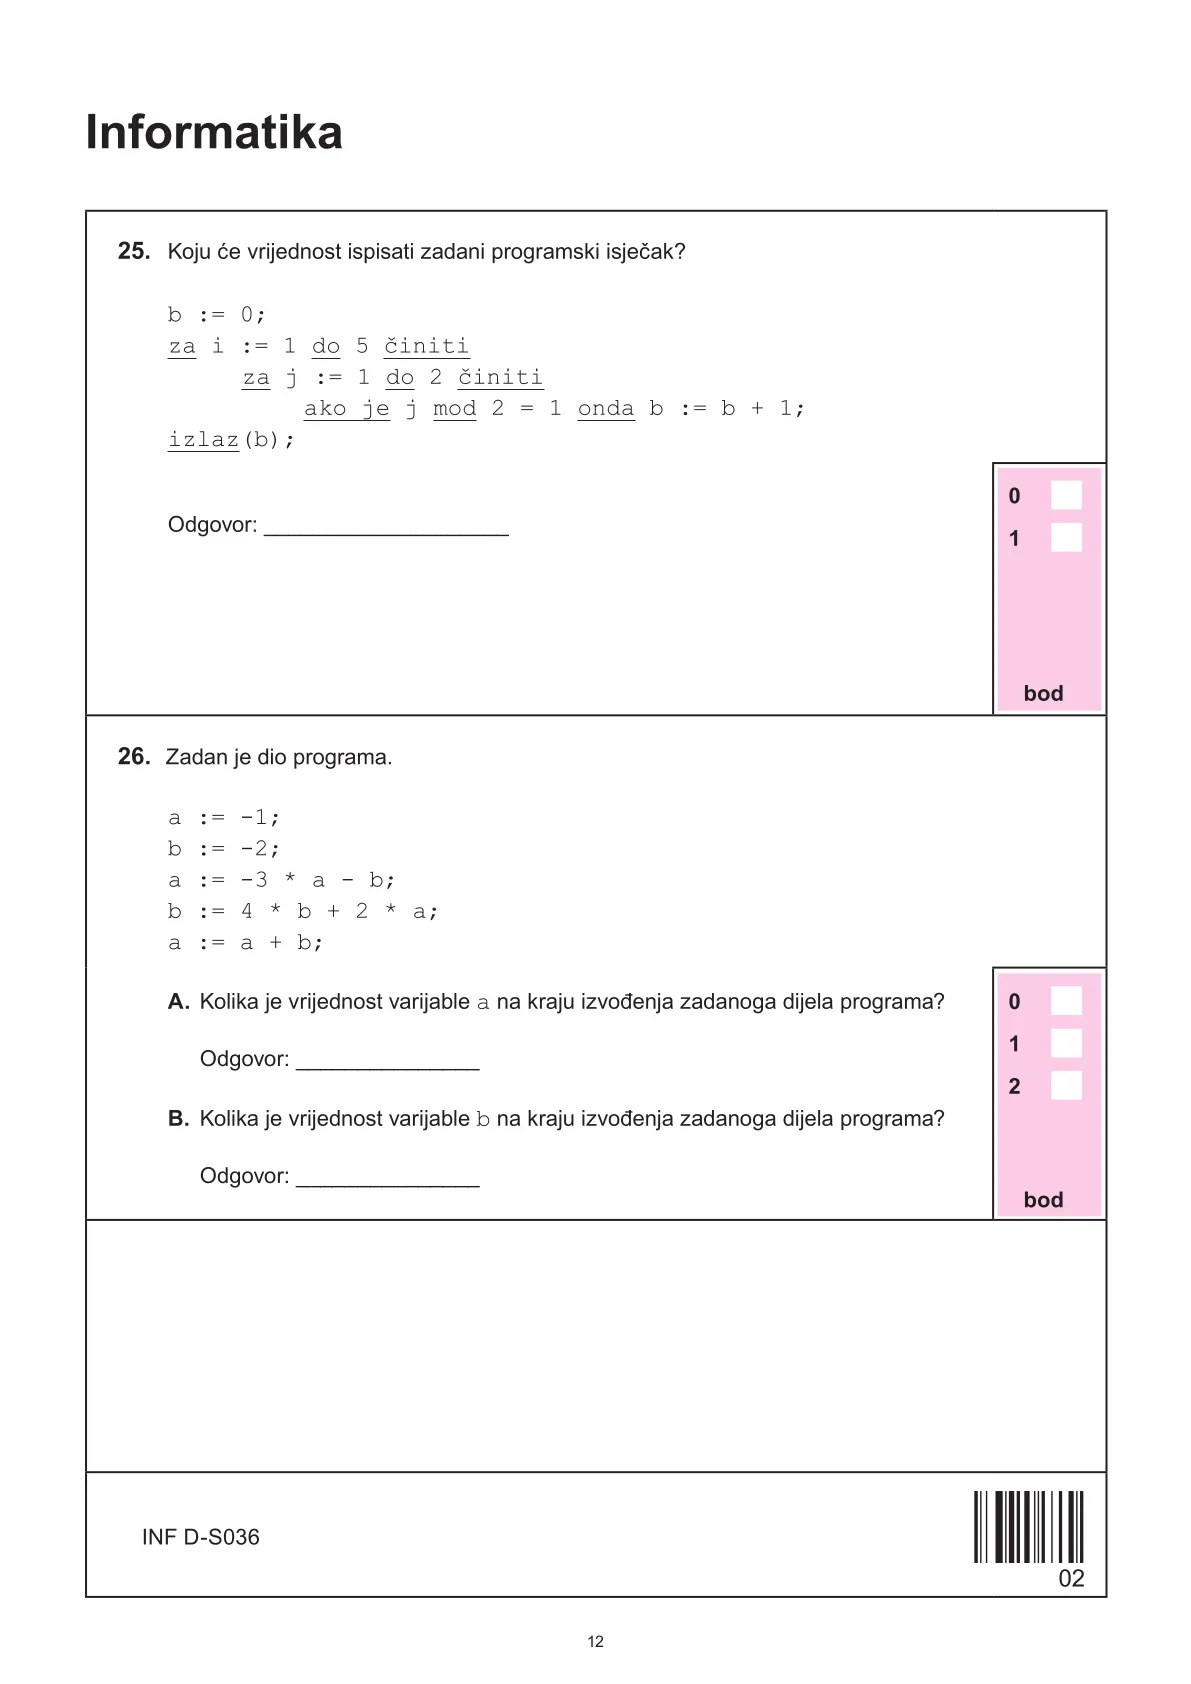 Informatika
25. Koju će vrijednost ispisati zadani programski isječak?
b := 0;
za i := 1 do 5 činiti
za j := 1 do 2 činiti
ako je j mod 2 = 1 onda b := b + 1;
izlaz(b);
Odgovor: ____________________
0
1
bod
26. Zadan je dio programa.
a := -1;
b := -2;
a := -3 * a - b;
b := 4 * b + 2 * a;
a := a + b;
A. Kolika je vrijednost varijable a na kraju izvođenja zadanoga dijela programa?
Odgovor: _______________
B. Kolika je vrijednost varijable b na kraju izvođenja zadanoga dijela programa?
Odgovor: _______________
0
1
2
bod
INF D-S036
02
12